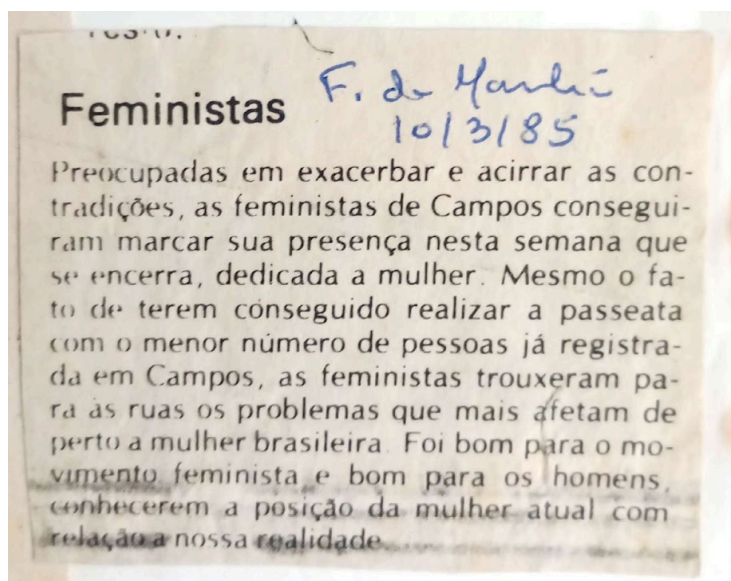 Feministas
F. da Manhã
10/3/85
Preocupadas em exacerbar e acirrar as con-
tradições, as feministas de Campos consegui-
ram marcar sua presença nesta semana que
se encerra, dedicada a mulher. Mesmo o fa-
to de terem conseguido realizar a passeata
com o menor número de pessoas já registra-
da em Campos, as feministas trouxeram pa-
ra as ruas os problemas que mais afetam de
perto a mulher brasileira. Foi bom para o mo-
vimento feminista e bom para os homens,
conhecerem a posição da mulher atual com
relação a nossa realidade.